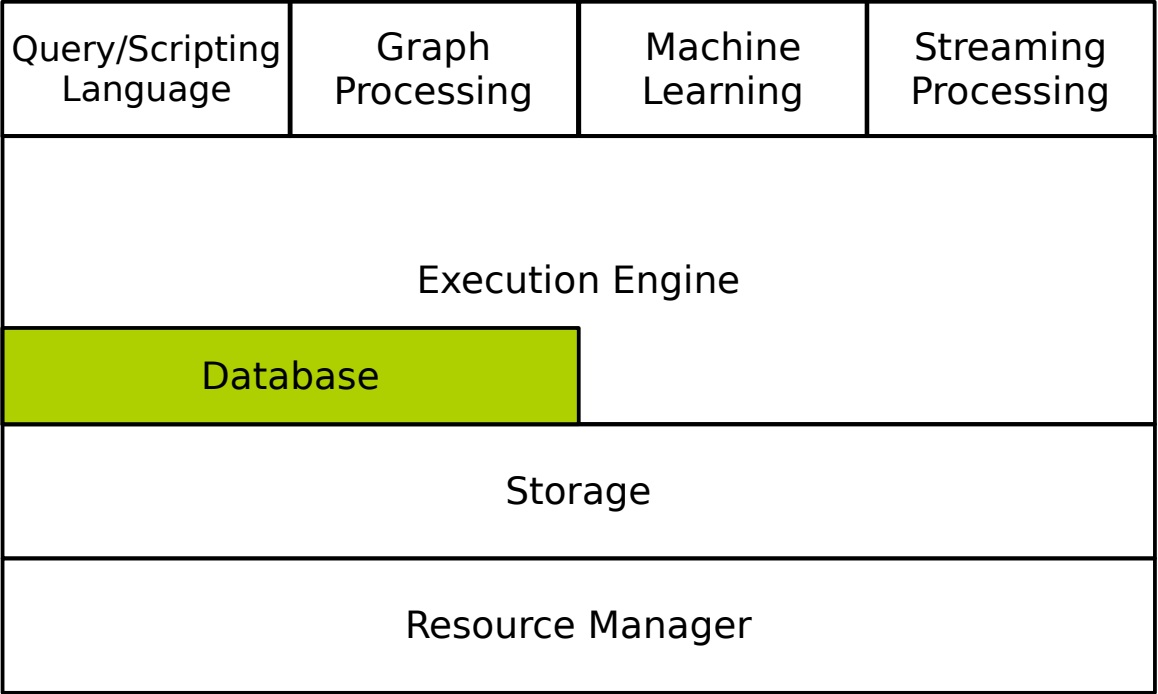 Query/Scripting
Language
Graph
Processing
Machine
Learning
Streaming
Processing
Execution Engine
Database
Storage
Resource Manager